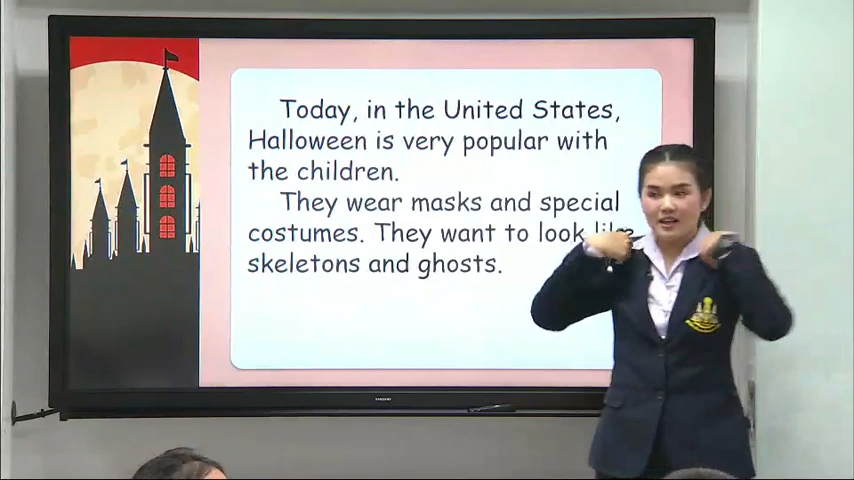 Today, in the United States,
Halloween is very popular with
the children.
They wear masks and special
costumes. They want to look like
skeletons and ghosts.
SAMSUNG